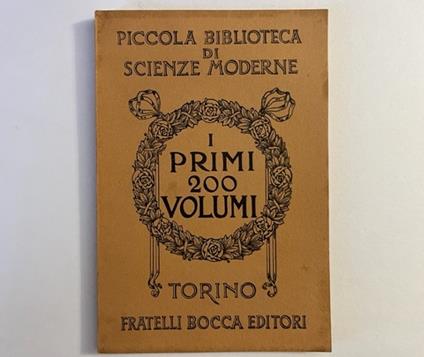 PICCOLA BIBLIOTECA
DI
SCIENZE MODERNE
I
PRIMI
200
VOLUMI
TORINO
FRATELLI BOCCA EDITORI